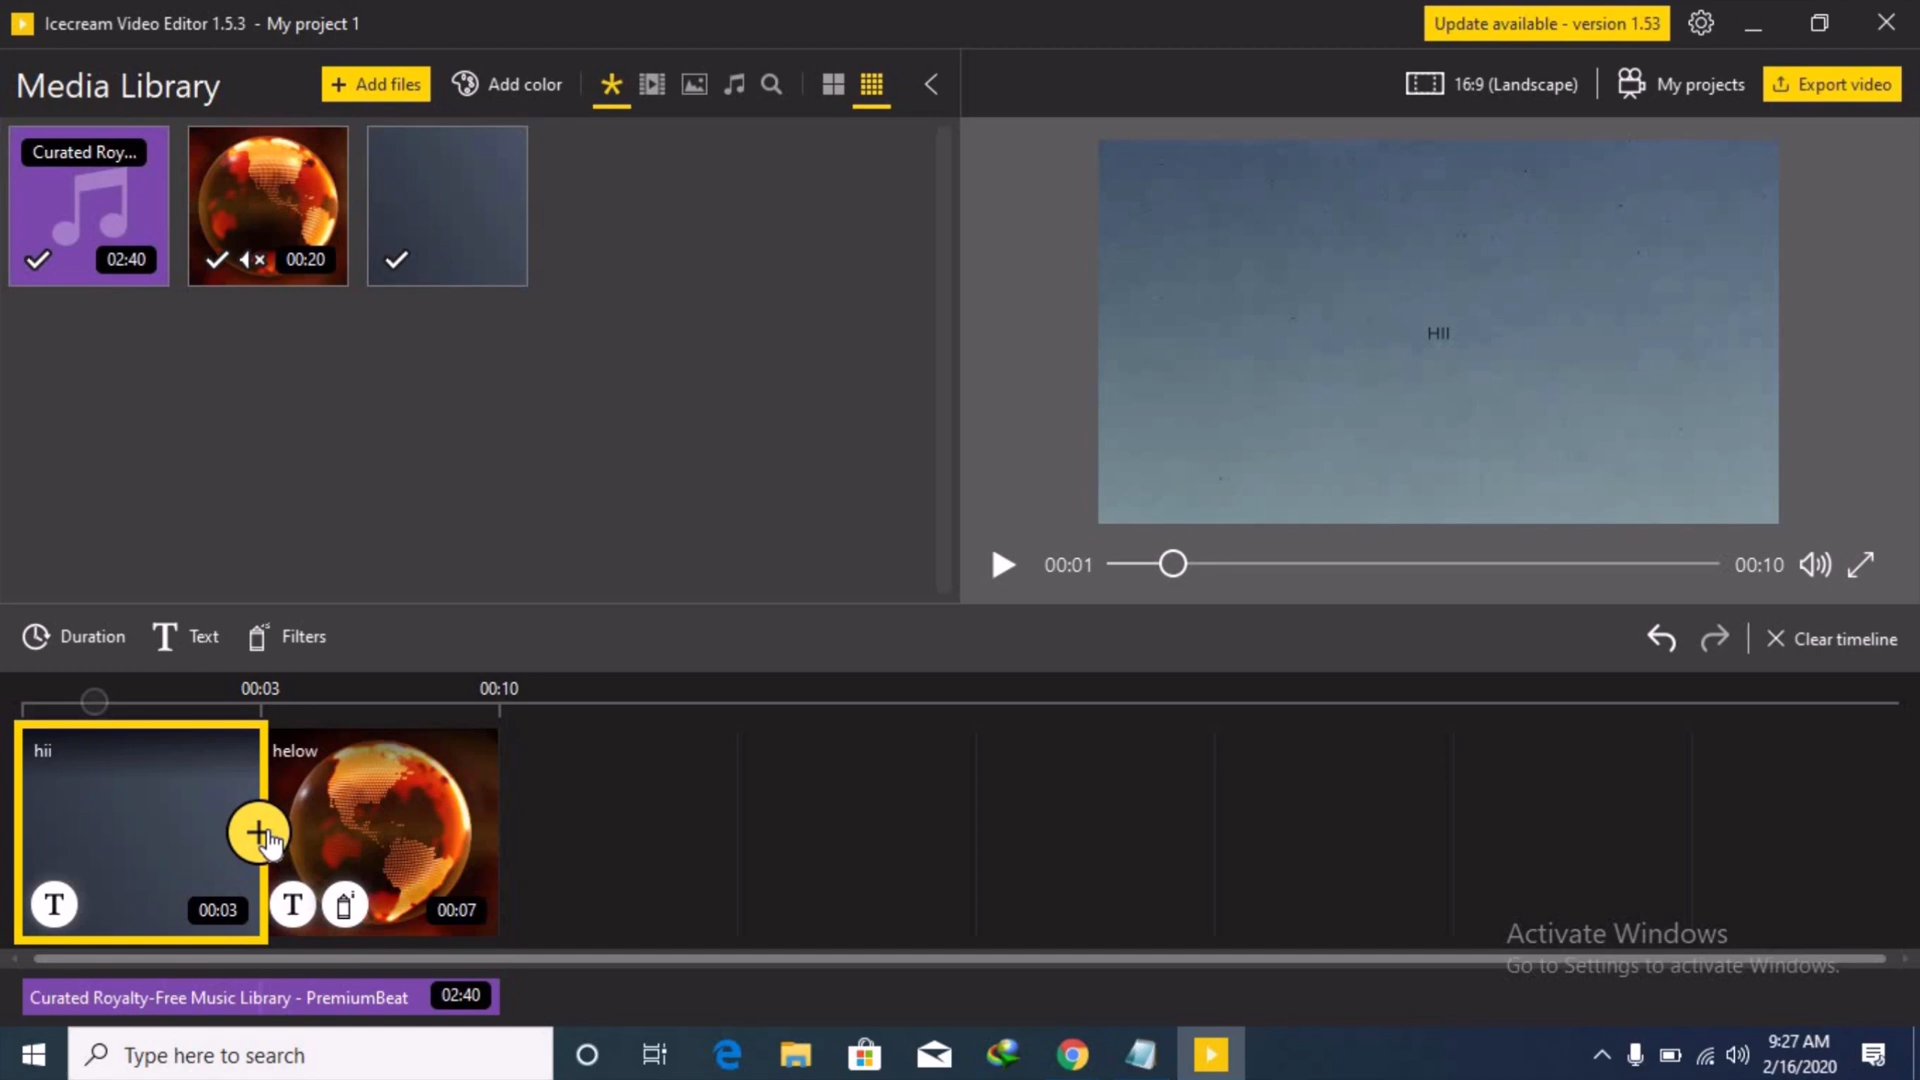 Icecream Video Editor 1.5.3 - My project 1
Update available - version 1.53
Media Library
+ Add files
Add color
16:9 (Landscape)
My projects
Export video
Curated Roy...
02:40
00:20
HII
00:01
00:10
Duration
T Text
Filters
Clear timeline
00:03
00:10
hii
helow
T
00:03
T
00:07
Activate Windows
Go to Settings to activate Windows.
Curated Royalty-Free Music Library - PremiumBeat
02:40
Type here to search
9:27 AM
2/16/2020